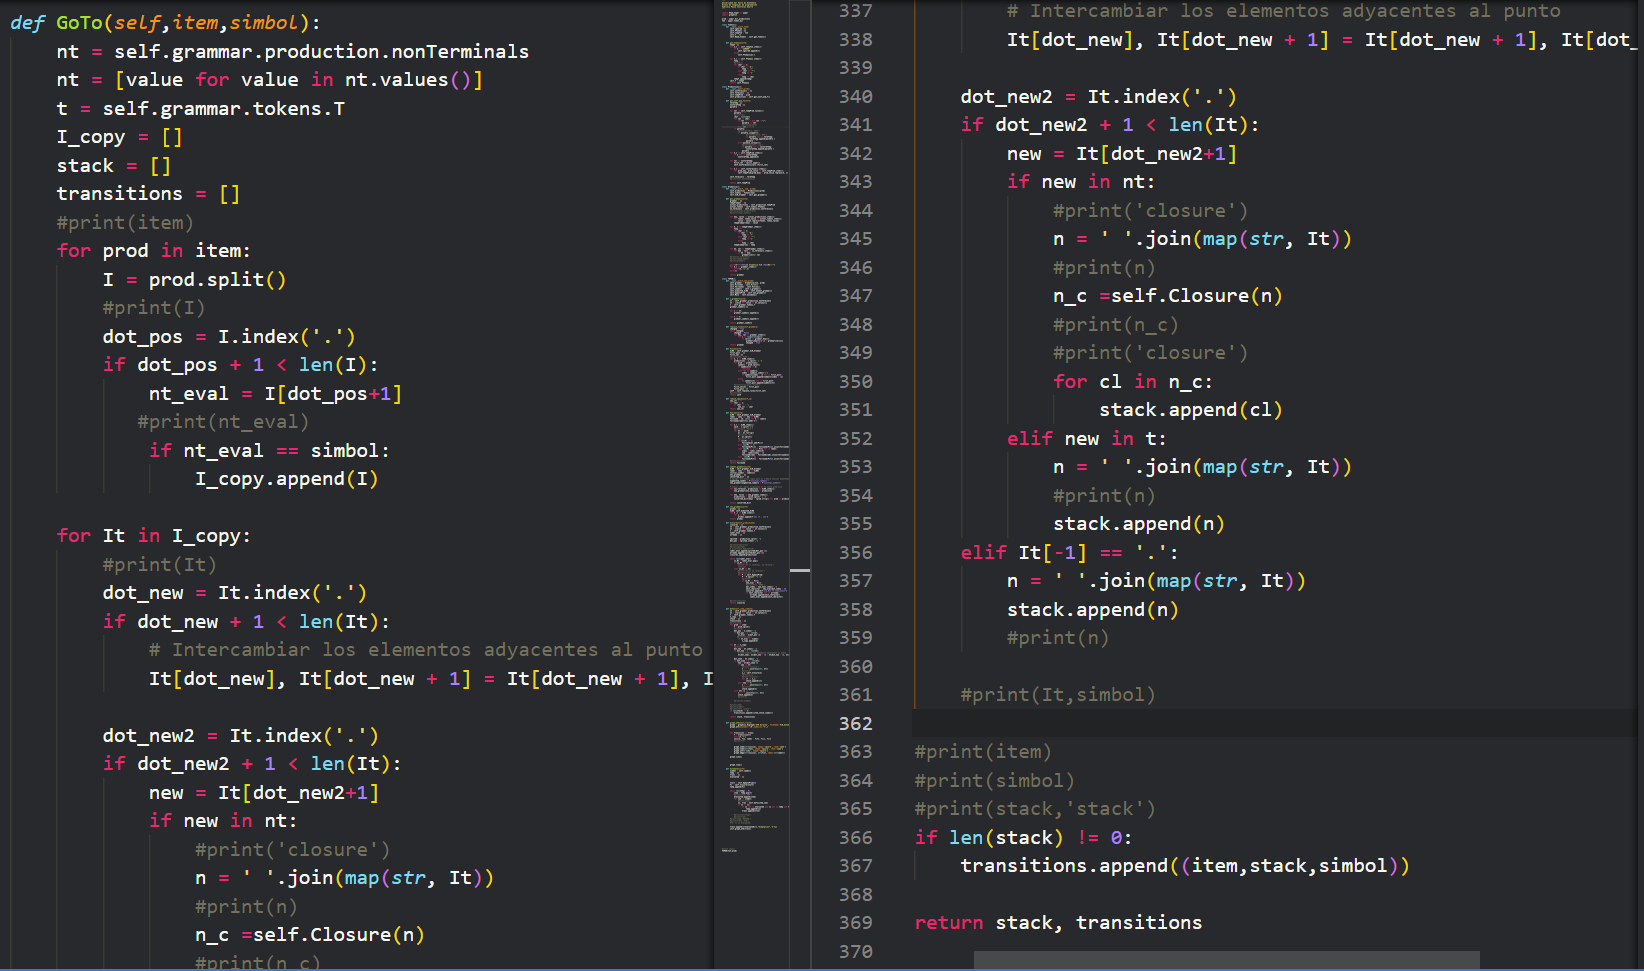 def GoTo(self,item,simbol):
    nt = self.grammar.production.nonTerminals
    nt = [value for value in nt.values()]
    t = self.grammar.tokens.T
    I_copy = []
    stack = []
    transitions = []
    #print(item)
    for prod in item:
        I = prod.split()
        #print(I)
        dot_pos = I.index('.')
        if dot_pos + 1 < len(I):
            nt_eval = I[dot_pos+1]
           #print(nt_eval)
            if nt_eval == simbol:
                I_copy.append(I)
    for It in I_copy:
        #print(It)
        dot_new = It.index('.')
        if dot_new + 1 < len(It):
            # Intercambiar los elementos adyacentes al punto
            It[dot_new], It[dot_new + 1] = It[dot_new + 1], I
        dot_new2 = It.index('.')
        if dot_new2 + 1 < len(It):
            new = It[dot_new2+1]
            if new in nt:
                #print('closure')
                n = ' '.join(map(str, It))
                #print(n)
                n_c =self.Closure(n)
                #print(n_c)
337             # Intercambiar los elementos adyacentes al punto
338             It[dot_new], It[dot_new + 1] = It[dot_new + 1], It[dot_
339
340         dot_new2 = It.index('.')
341         if dot_new2 + 1 < len(It):
342             new = It[dot_new2+1]
343             if new in nt:
344                 #print('closure')
345                 n = ' '.join(map(str, It))
346                 #print(n)
347                 n_c =self.Closure(n)
348                 #print(n_c)
349                 #print('closure')
350                 for cl in n_c:
351                     stack.append(cl)
352             elif new in t:
353                 n = ' '.join(map(str, It))
354                 #print(n)
355                 stack.append(n)
356         elif It[-1] == '.':
357             n = ' '.join(map(str, It))
358             stack.append(n)
359             #print(n)
360
361         #print(It,simbol)
362
363     #print(item)
364     #print(simbol)
365     #print(stack,'stack')
366     if len(stack) != 0:
367         transitions.append((item,stack,simbol))
368
369     return stack, transitions
370